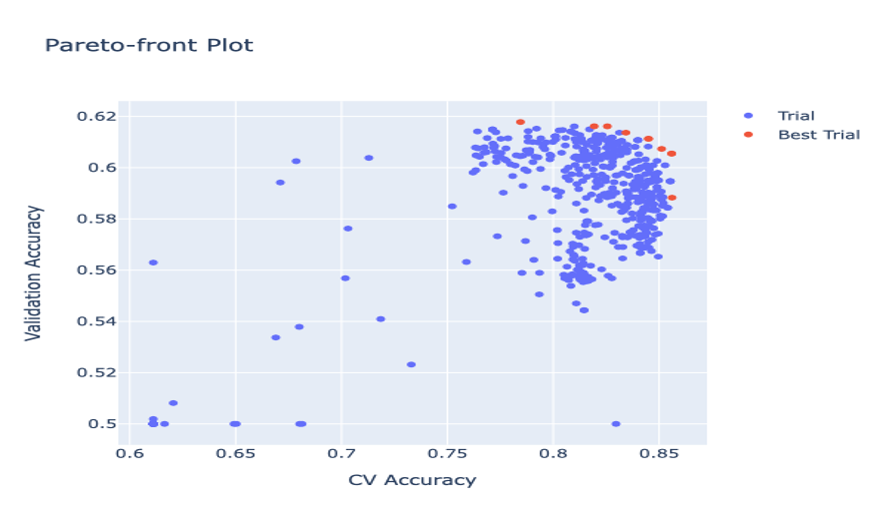 Pareto-front Plot
Trial
Best Trial
0.62
0.6
0.58
0.56
0.54
0.52
0.5
Validation Accuracy
0.6 0.65 0.7 0.75 0.8 0.85
CV Accuracy